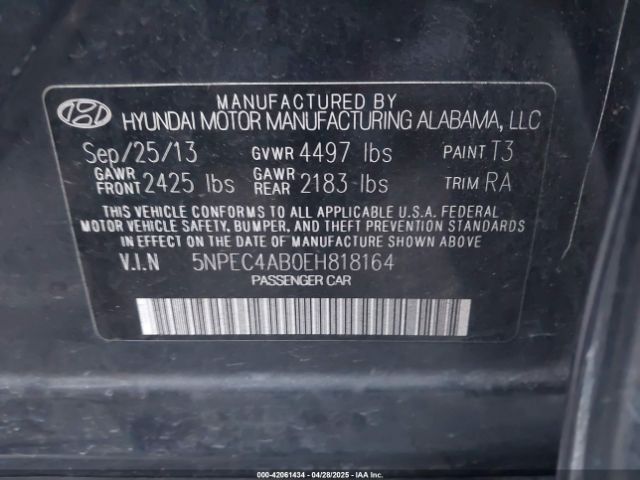 MANUFACTURED BY
HYUNDAI MOTOR MANUFACTURING ALABAMA, LLC
Sep/25/13 GVWR 4497 lbs PAINT T3
GAWR FRONT 2425 lbs GAWR REAR 2183 lbs TRIM RA
THIS VEHICLE CONFORMS TO ALL APPLICABLE U.S.A. FEDERAL
MOTOR VEHICLE SAFETY, BUMPER, AND THEFT PREVENTION STANDARDS
IN EFFECT ON THE DATE OF MANUFACTURE SHOWN ABOVE.
V.I.N 5NPEC4AB0EH818164
PASSENGER CAR
000-42061434 04/28/2025 IAAI.COM